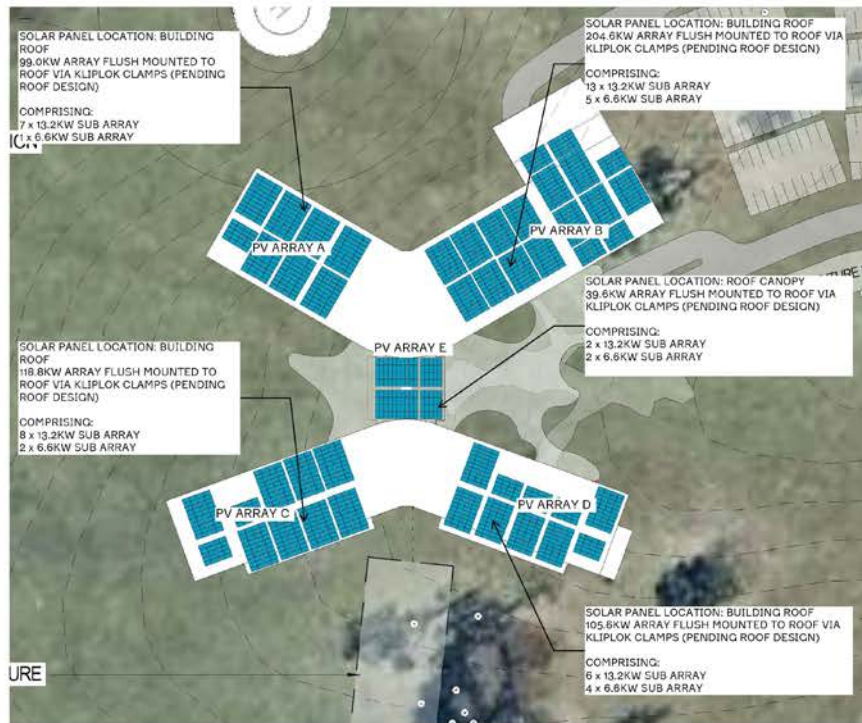 SOLAR PANEL LOCATION: BUILDING
ROOF
99.0KW ARRAY FLUSH MOUNTED TO
ROOF VIA KLIPLOK CLAMPS (PENDING
ROOF DESIGN)
COMPRISING:
7 x 13.2KW SUB ARRAY
1 x 6.6KW SUB ARRAY
SOLAR PANEL LOCATION: BUILDING ROOF
204.6KW ARRAY FLUSH MOUNTED TO ROOF VIA
KLIPLOK CLAMPS (PENDING ROOF DESIGN)
COMPRISING:
13 x 13.2KW SUB ARRAY
5 x 6.6KW SUB ARRAY
ION
PV ARRAY A
PV ARRAY B
TURE
SOLAR PANEL LOCATION: ROOF CANOPY
39.6KW ARRAY FLUSH MOUNTED TO ROOF VIA
KLIPLOK CLAMPS (PENDING ROOF DESIGN)
COMPRISING:
2 x 13.2KW SUB ARRAY
2 x 6.6KW SUB ARRAY
PV ARRAY E
SOLAR PANEL LOCATION: BUILDING
ROOF
118.8KW ARRAY FLUSH MOUNTED TO
ROOF VIA KLIPLOK CLAMPS (PENDING
ROOF DESIGN)
COMPRISING:
8 x 13.2KW SUB ARRAY
2 x 6.6KW SUB ARRAY
PV ARRAY C
PV ARRAY D
SOLAR PANEL LOCATION: BUILDING ROOF
105.6KW ARRAY FLUSH MOUNTED TO ROOF VIA
KLIPLOK CLAMPS (PENDING ROOF DESIGN)
COMPRISING:
6 x 13.2KW SUB ARRAY
4 x 6.6KW SUB ARRAY
URE